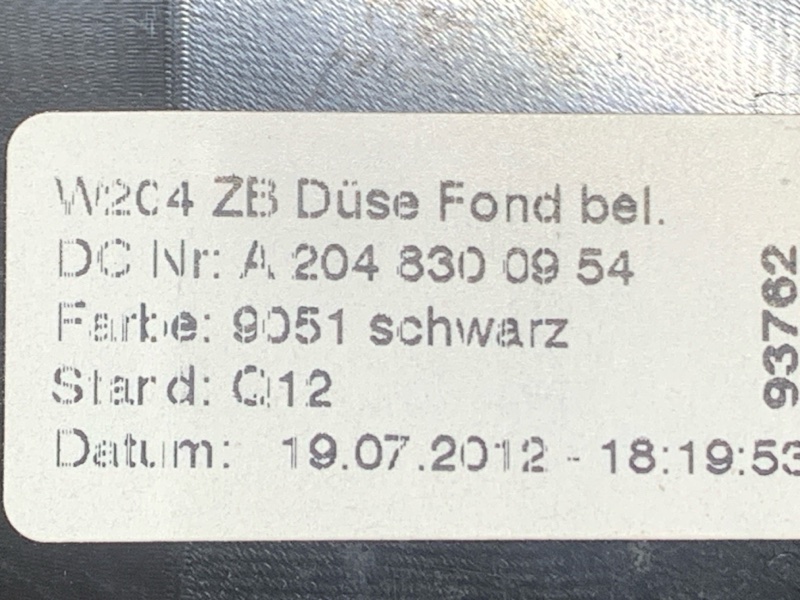 W204 ZB Düse Fond bel.
DC Nr: A 204 830 09 54
Farbe: 9051 schwarz
Stand: Q12
Datum: 19.07.2012 - 18:19:53
93762